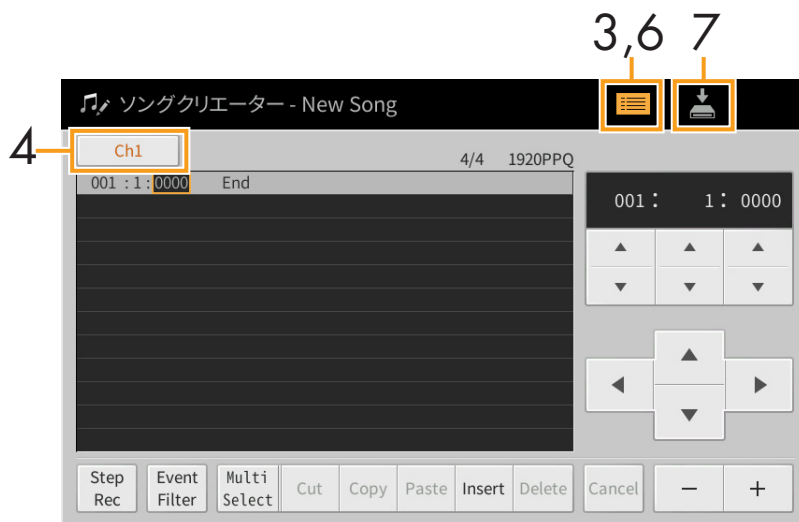 3,6 7
ソングクリエーター - New Song
4
Ch1
4/4 1920PPQ
001 : 1 : 0000 End
001 : 1 : 0000
Step Rec
Event Filter
Multi Select
Cut
Copy
Paste
Insert
Delete
Cancel
−
+